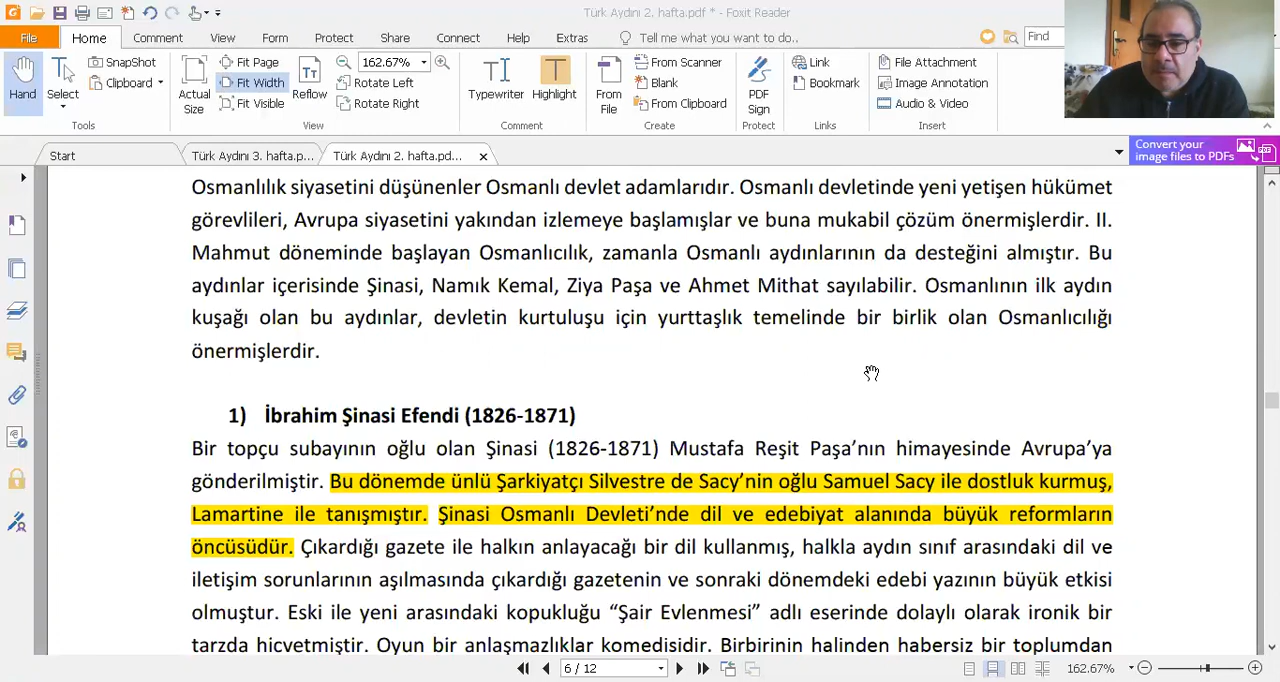 Türk Aydını 2. hafta.pdf * - Foxit Reader
File Home Comment View Form Protect Share Connect Help Extras Tell me what you want to do... Find
Hand
Select
SnapShot
Clipboard
Tools
Actual Size
Fit Page
Fit Width
Fit Visible
Reflow
162.67%
Rotate Left
Rotate Right
View
Typewriter
Highlight
Comment
From File
From Scanner
Blank
From Clipboard
Create
PDF Sign
Protect
Link
Bookmark
Links
File Attachment
Image Annotation
Audio & Video
Insert
Start Türk Aydını 3. hafta.p... Türk Aydını 2. hafta.pd...
Convert your
image files to PDFs
Osmanlılık siyasetini düşünenler Osmanlı devlet adamlarıdır. Osmanlı devletinde yeni yetişen hükümet
görevlileri, Avrupa siyasetini yakından izlemeye başlamışlar ve buna mukabil çözüm önermişlerdir. II.
Mahmut döneminde başlayan Osmanlıcılık, zamanla Osmanlı aydınlarının da desteğini almıştır. Bu
aydınlar içerisinde Şinasi, Namık Kemal, Ziya Paşa ve Ahmet Mithat sayılabilir. Osmanlının ilk aydın
kuşağı olan bu aydınlar, devletin kurtuluşu için yurttaşlık temelinde bir birlik olan Osmanlıcılığı
önermişlerdir.
1) İbrahim Şinasi Efendi (1826-1871)
Bir topçu subayının oğlu olan Şinasi (1826-1871) Mustafa Reşit Paşa’nın himayesinde Avrupa’ya
gönderilmiştir. Bu dönemde ünlü Şarkiyatçı Silvestre de Sacy’nin oğlu Samuel Sacy ile dostluk kurmuş,
Lamartine ile tanışmıştır. Şinasi Osmanlı Devleti’nde dil ve edebiyat alanında büyük reformların
öncüsüdür. Çıkardığı gazete ile halkın anlayacağı bir dil kullanmış, halkla aydın sınıf arasındaki dil ve
iletişim sorunlarının aşılmasında çıkardığı gazetenin ve sonraki dönemdeki edebi yazının büyük etkisi
olmuştur. Eski ile yeni arasındaki kopukluğu “Şair Evlenmesi” adlı eserinde dolaylı olarak ironik bir
tarzda hicvetmiştir. Oyun bir anlaşmazlıklar komedisidir. Birbirinin halinden habersiz bir toplumdan
6 / 12
162.67%